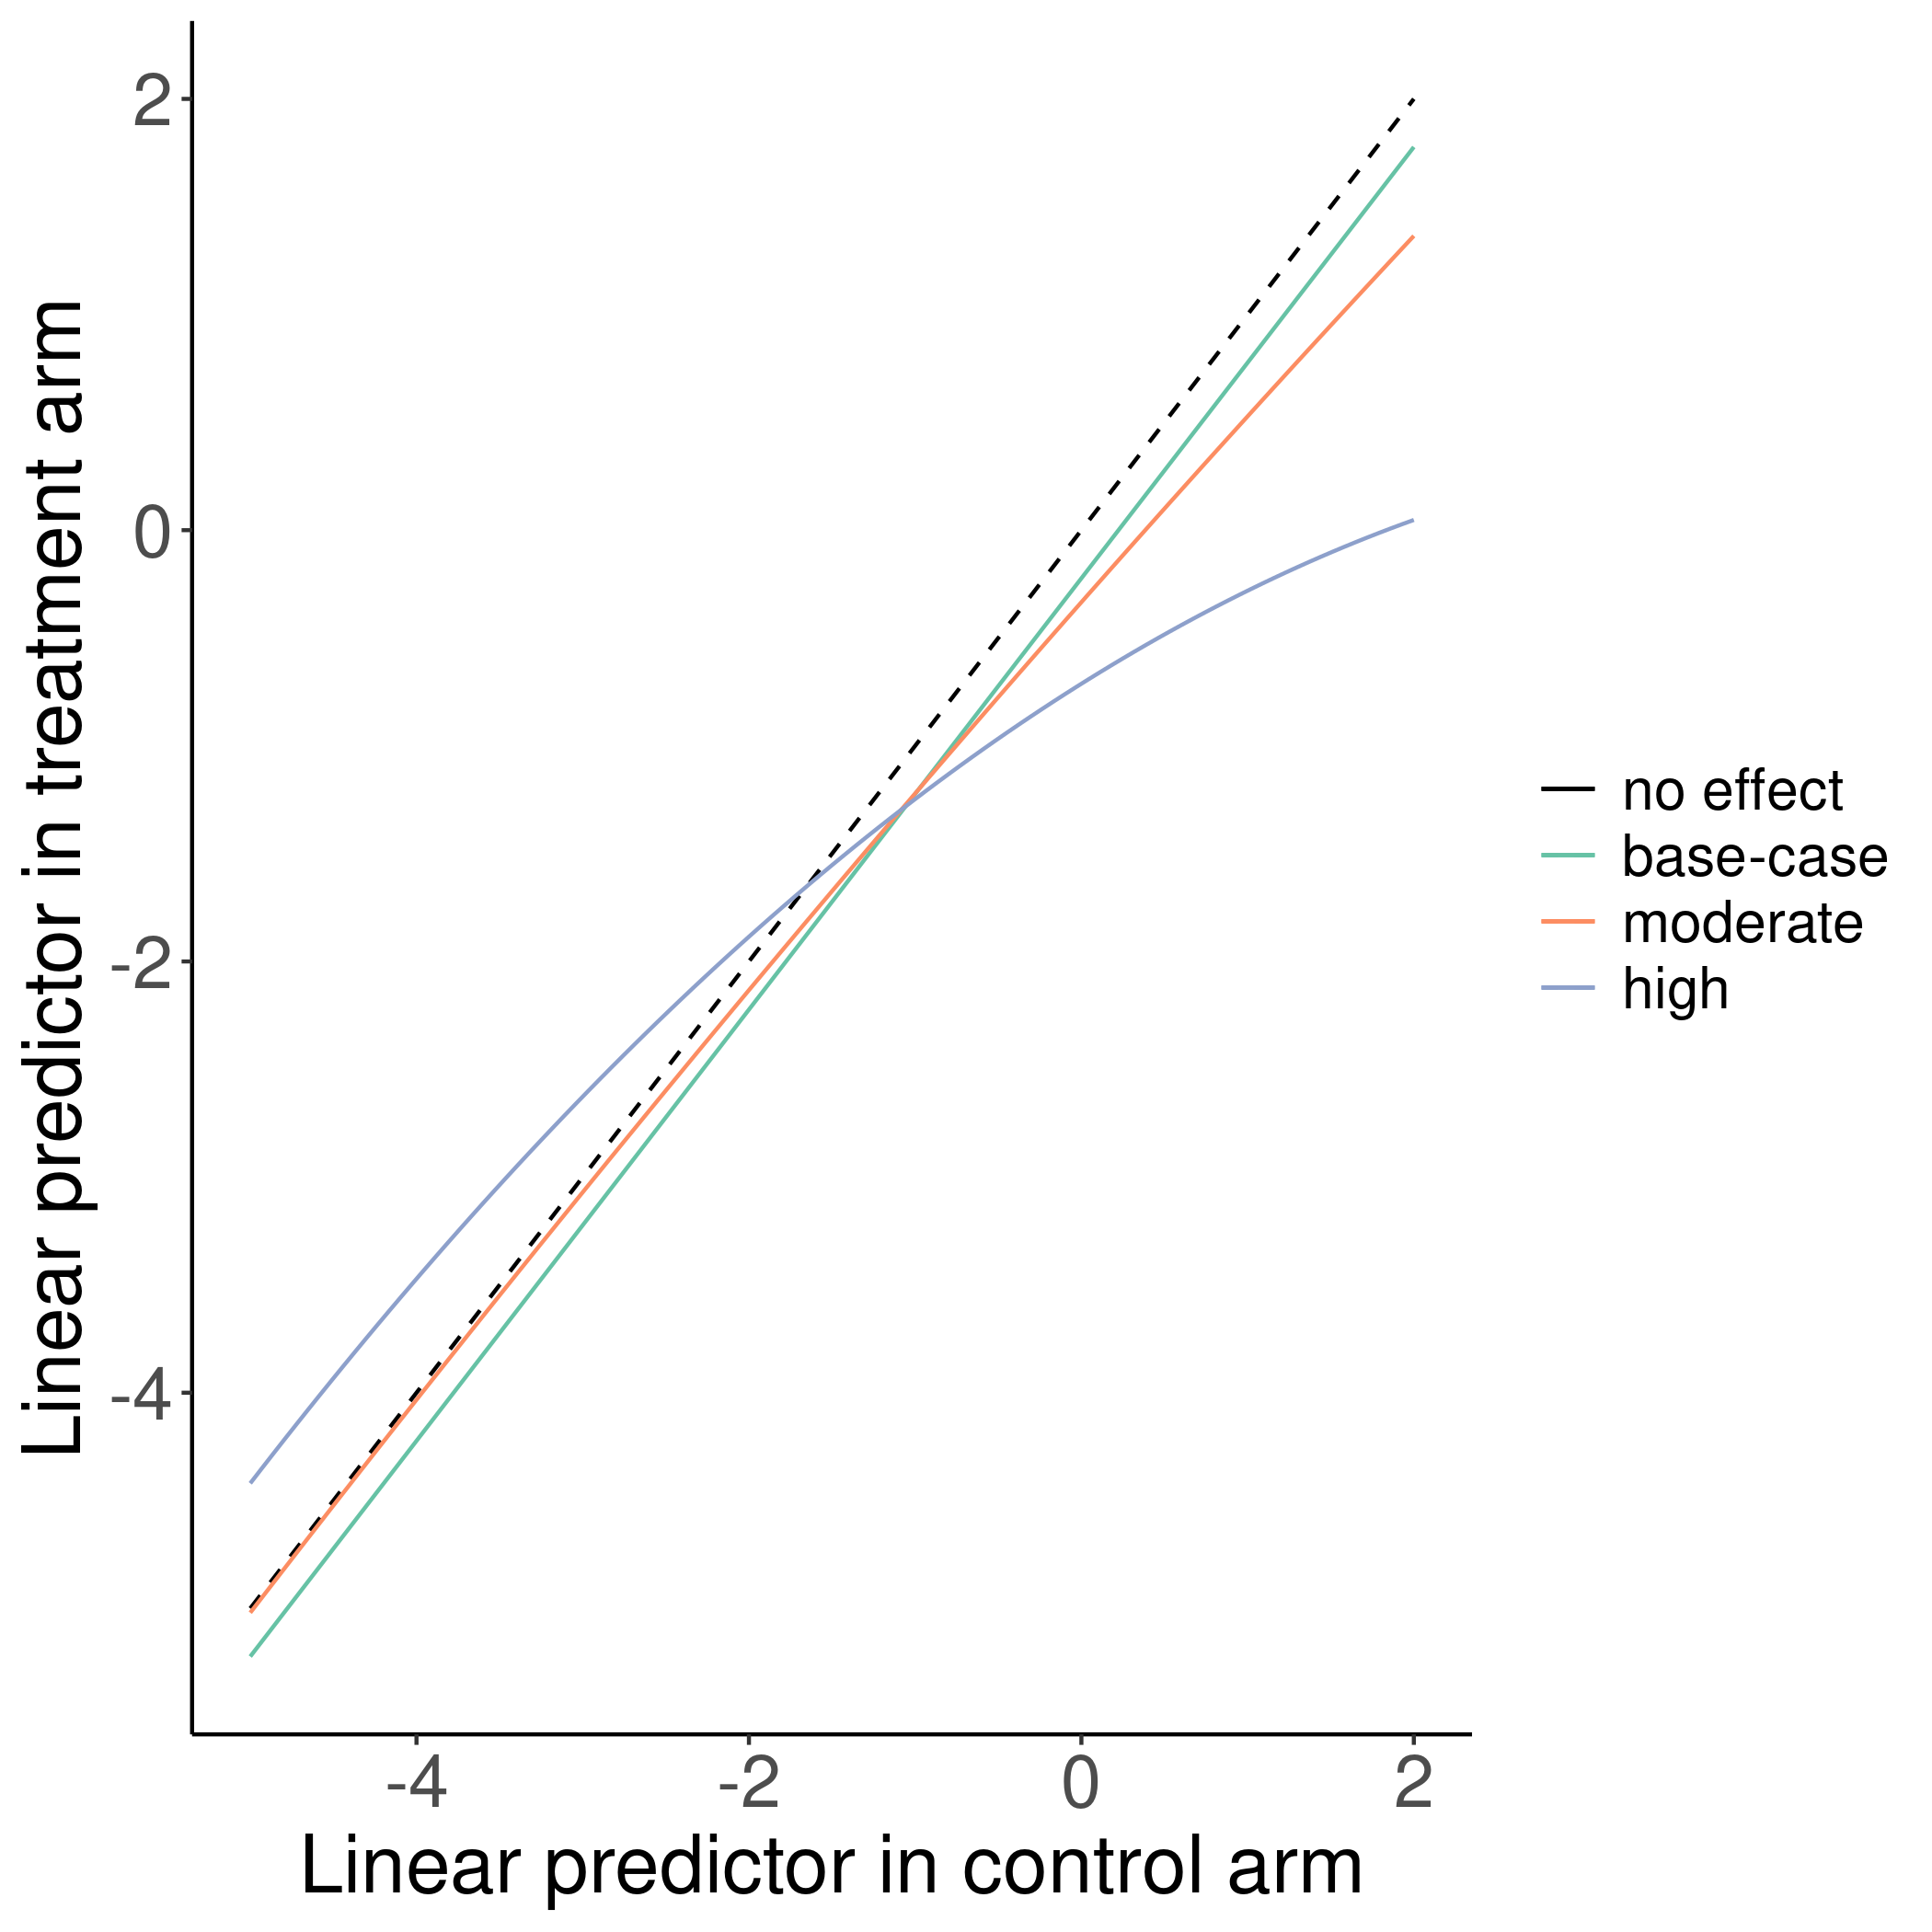 Linear predictor in treatment arm
2
0
-2
-4
-4 -2 0 2
Linear predictor in control arm
no effect
base-case
moderate
high